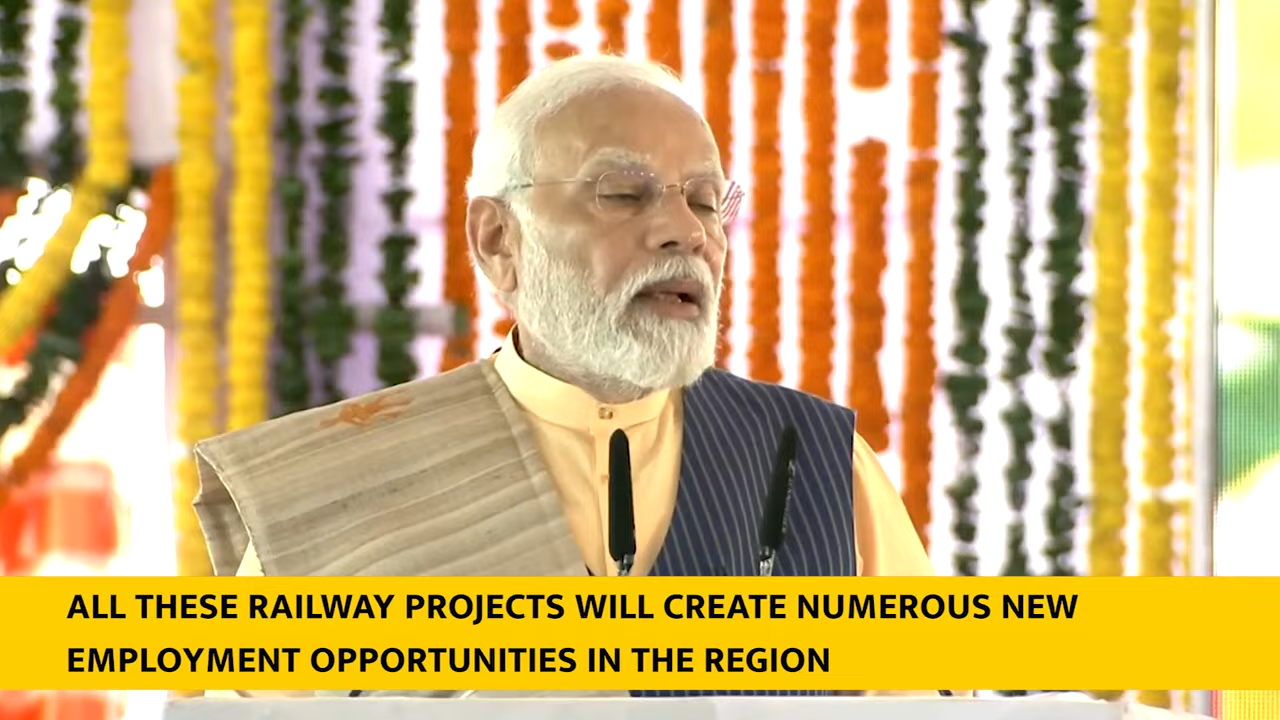 ALL THESE RAILWAY PROJECTS WILL CREATE NUMEROUS NEW
EMPLOYMENT OPPORTUNITIES IN THE REGION